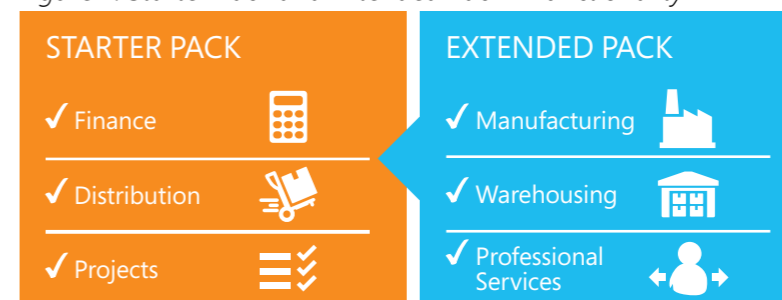 STARTER PACK
✓ Finance
✓ Distribution
✓ Projects
EXTENDED PACK
✓ Manufacturing
✓ Warehousing
✓ Professional
Services